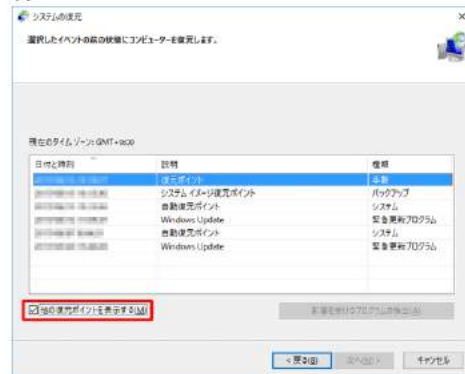 システムの復元
選択したイベントの前の状態にコンピューターを復元します。
現在のタイム ゾーン: GMT+9:00
日付と時刻 説明 種類
復元ポイント 手動
システム イメージ復元ポイント バックアップ
自動復元ポイント システム
Windows Update 緊急更新プログラム
自動復元ポイント システム
Windows Update 緊急更新プログラム
他の復元ポイントを表示する(M) 影響を受けるプログラムの検出(A)
< 戻る(B) 次へ(N) > キャンセル